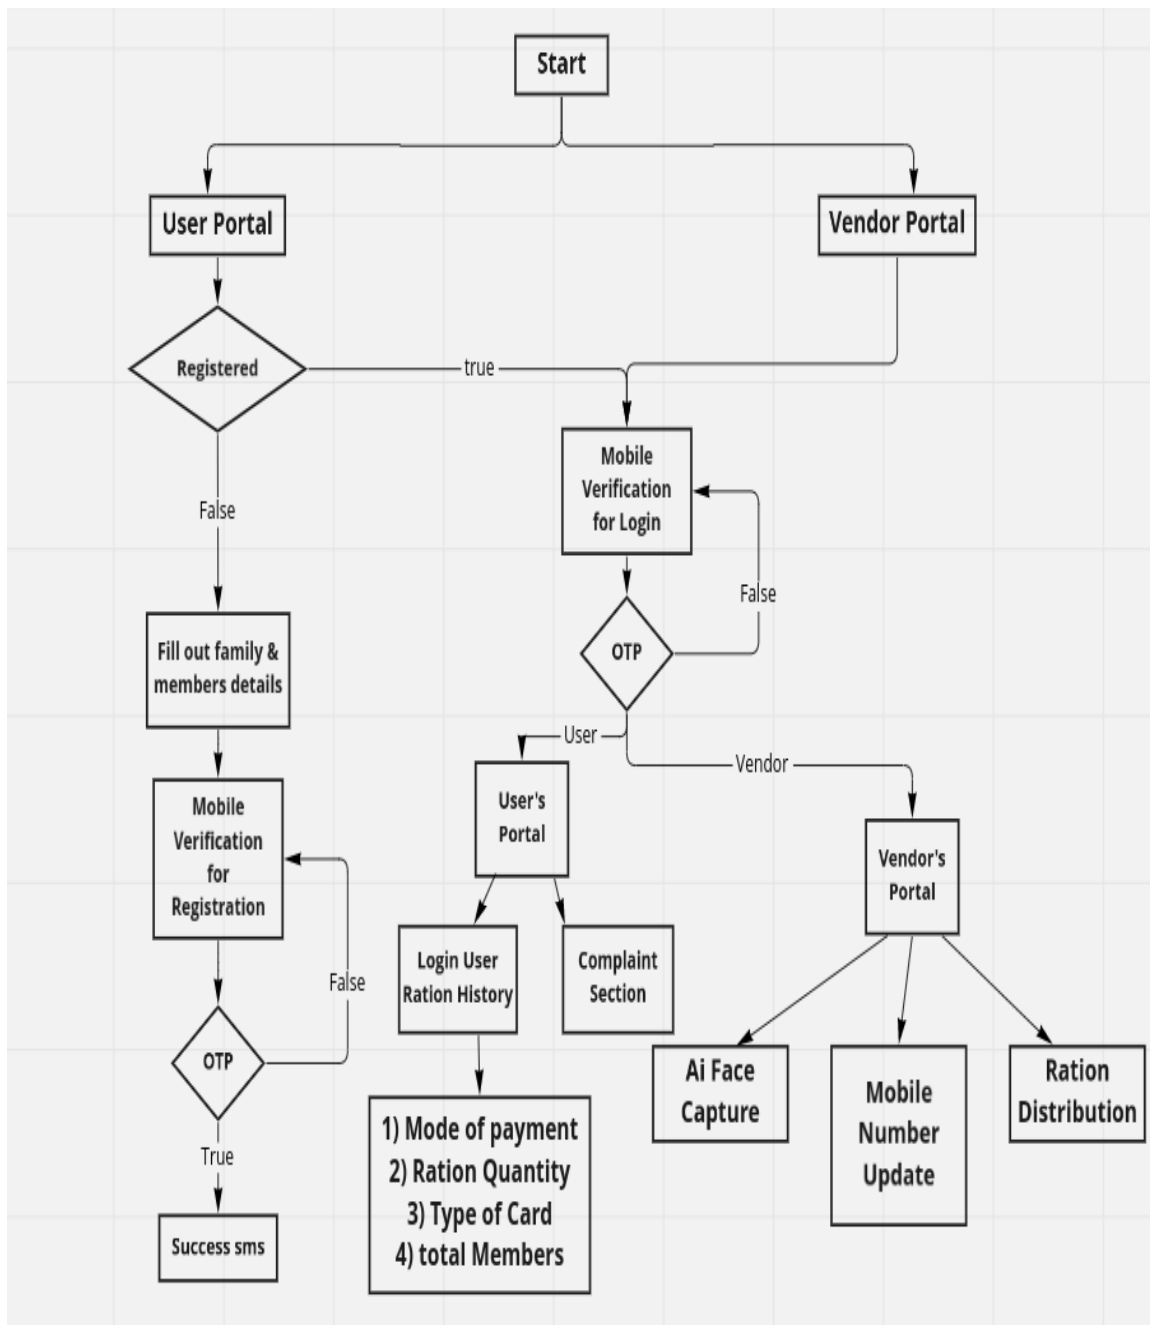 Start
User Portal
Vendor Portal
Registered
true
False
Mobile
Verification
for Login
False
OTP
Fill out family &
members details
User
Vendor
Mobile
Verification
for
Registration
User's
Portal
Vendor's
Portal
False
Login User
Ration History
Complaint
Section
OTP
Ai Face
Capture
Mobile
Number
Update
Ration
Distribution
True
1) Mode of payment
2) Ration Quantity
3) Type of Card
4) total Members
Success sms